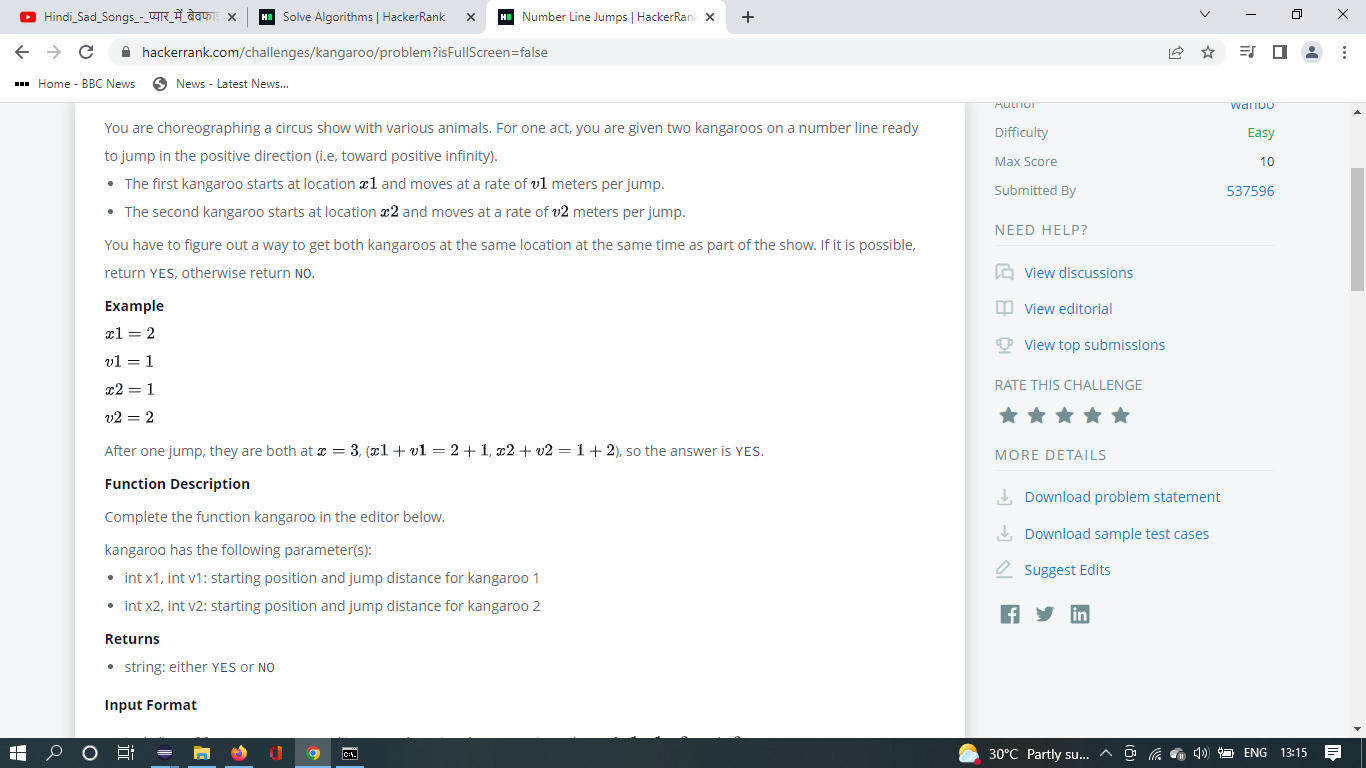 Hindi_Sad_Songs_-_प्यार_में_बेवफा
Solve Algorithms | HackerRank
Number Line Jumps | HackerRan
hackerrank.com/challenges/kangaroo/problem?isFullScreen=false
Home - BBC News
News - Latest News...
You are choreographing a circus show with various animals. For one act, you are given two kangaroos on a number line ready
to jump in the positive direction (i.e, toward positive infinity).
• The first kangaroo starts at location x1 and moves at a rate of v1 meters per jump.
• The second kangaroo starts at location x2 and moves at a rate of v2 meters per jump.
You have to figure out a way to get both kangaroos at the same location at the same time as part of the show. If it is possible,
return YES, otherwise return NO.
Example
x1 = 2
v1 = 1
x2 = 1
v2 = 2
After one jump, they are both at x = 3, (x1 + v1 = 2 + 1, x2 + v2 = 1 + 2), so the answer is YES.
Function Description
Complete the function kangaroo in the editor below.
kangaroo has the following parameter(s):
• int x1, int v1: starting position and jump distance for kangaroo 1
• int x2, int v2: starting position and jump distance for kangaroo 2
Returns
• string: either YES or NO
Input Format
Author wanbo
Difficulty Easy
Max Score 10
Submitted By 537596
NEED HELP?
View discussions
View editorial
View top submissions
RATE THIS CHALLENGE
MORE DETAILS
Download problem statement
Download sample test cases
Suggest Edits
30°C Partly su...
ENG
13:15